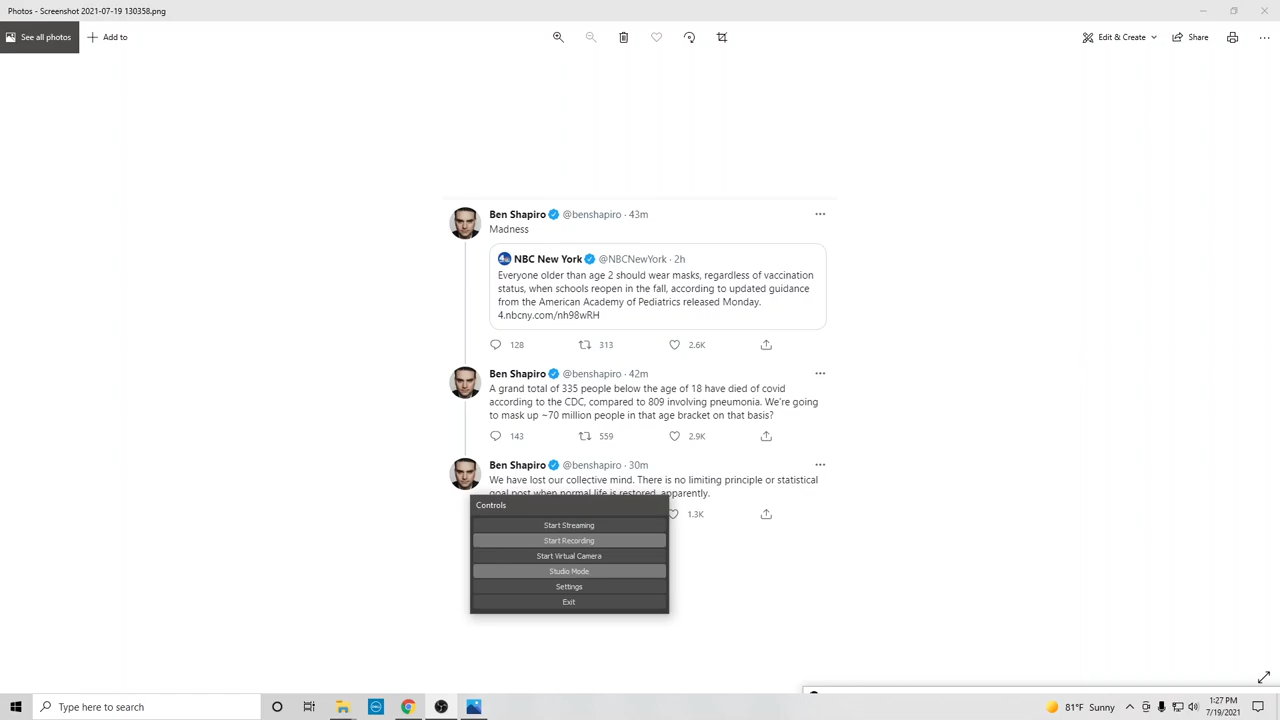 Photos - Screenshot 2021-07-19 130358.png
See all photos
Add to
Edit & Create
Share
Ben Shapiro @benshapiro · 43m
Madness
NBC New York @NBCNewYork · 2h
Everyone older than age 2 should wear masks, regardless of vaccination
status, when schools reopen in the fall, according to updated guidance
from the American Academy of Pediatrics released Monday.
4.nbcny.com/nh98wRH
128 313 2.6K
Ben Shapiro @benshapiro · 42m
A grand total of 335 people below the age of 18 have died of covid
according to the CDC, compared to 809 involving pneumonia. We're going
to mask up ~70 million people in that age bracket on that basis?
143 559 2.9K
Ben Shapiro @benshapiro · 30m
We have lost our collective mind. There is no limiting principle or statistical
goal post when normal life is restored, apparently.
1.3K
Controls
Start Streaming
Start Recording
Start Virtual Camera
Studio Mode
Settings
Exit
Type here to search
DELL
81°F Sunny
1:27 PM
7/19/2021